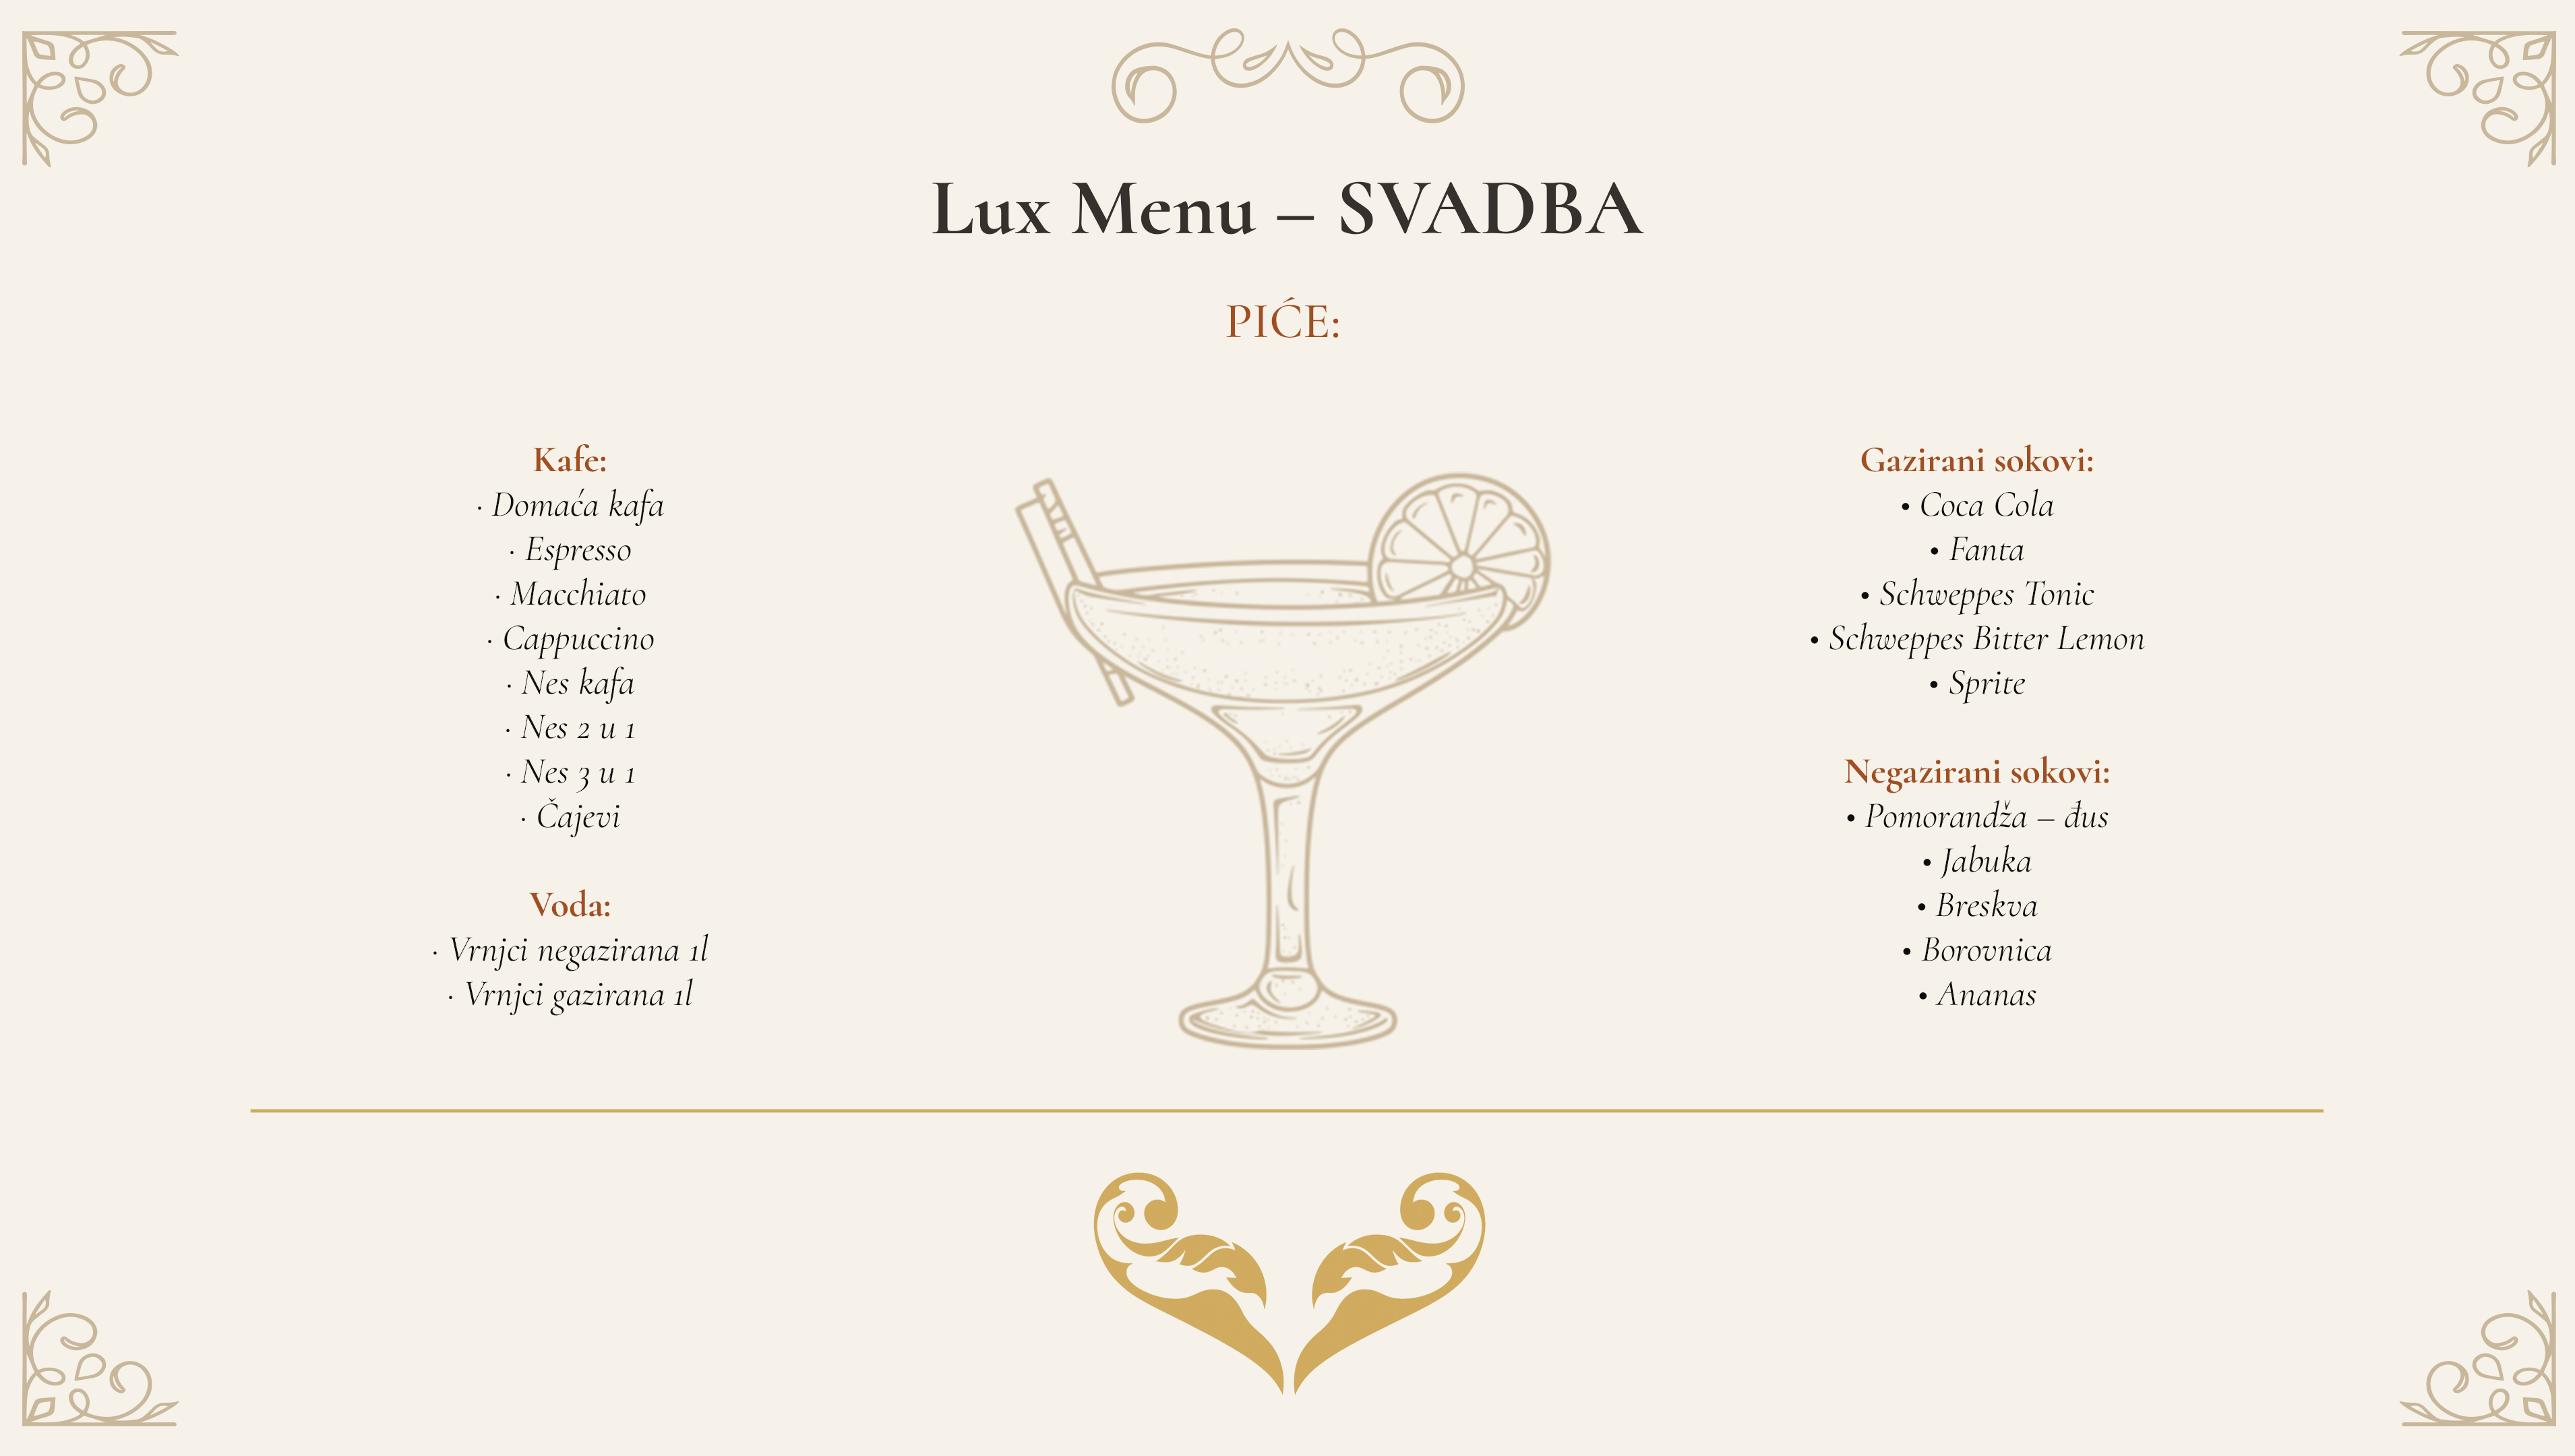 Lux Menu – SVADBA
PIĆE:
Kafe:
· Domaća kafa
· Espresso
· Macchiato
· Cappuccino
· Nes kafa
· Nes 2 u 1
· Nes 3 u 1
· Čajevi
Voda:
· Vrnjci negazirana 1l
· Vrnjci gazirana 1l
Gazirani sokovi:
• Coca Cola
• Fanta
• Schweppes Tonic
• Schweppes Bitter Lemon
• Sprite
Negazirani sokovi:
• Pomorandža – đus
• Jabuka
• Breskva
• Borovnica
• Ananas